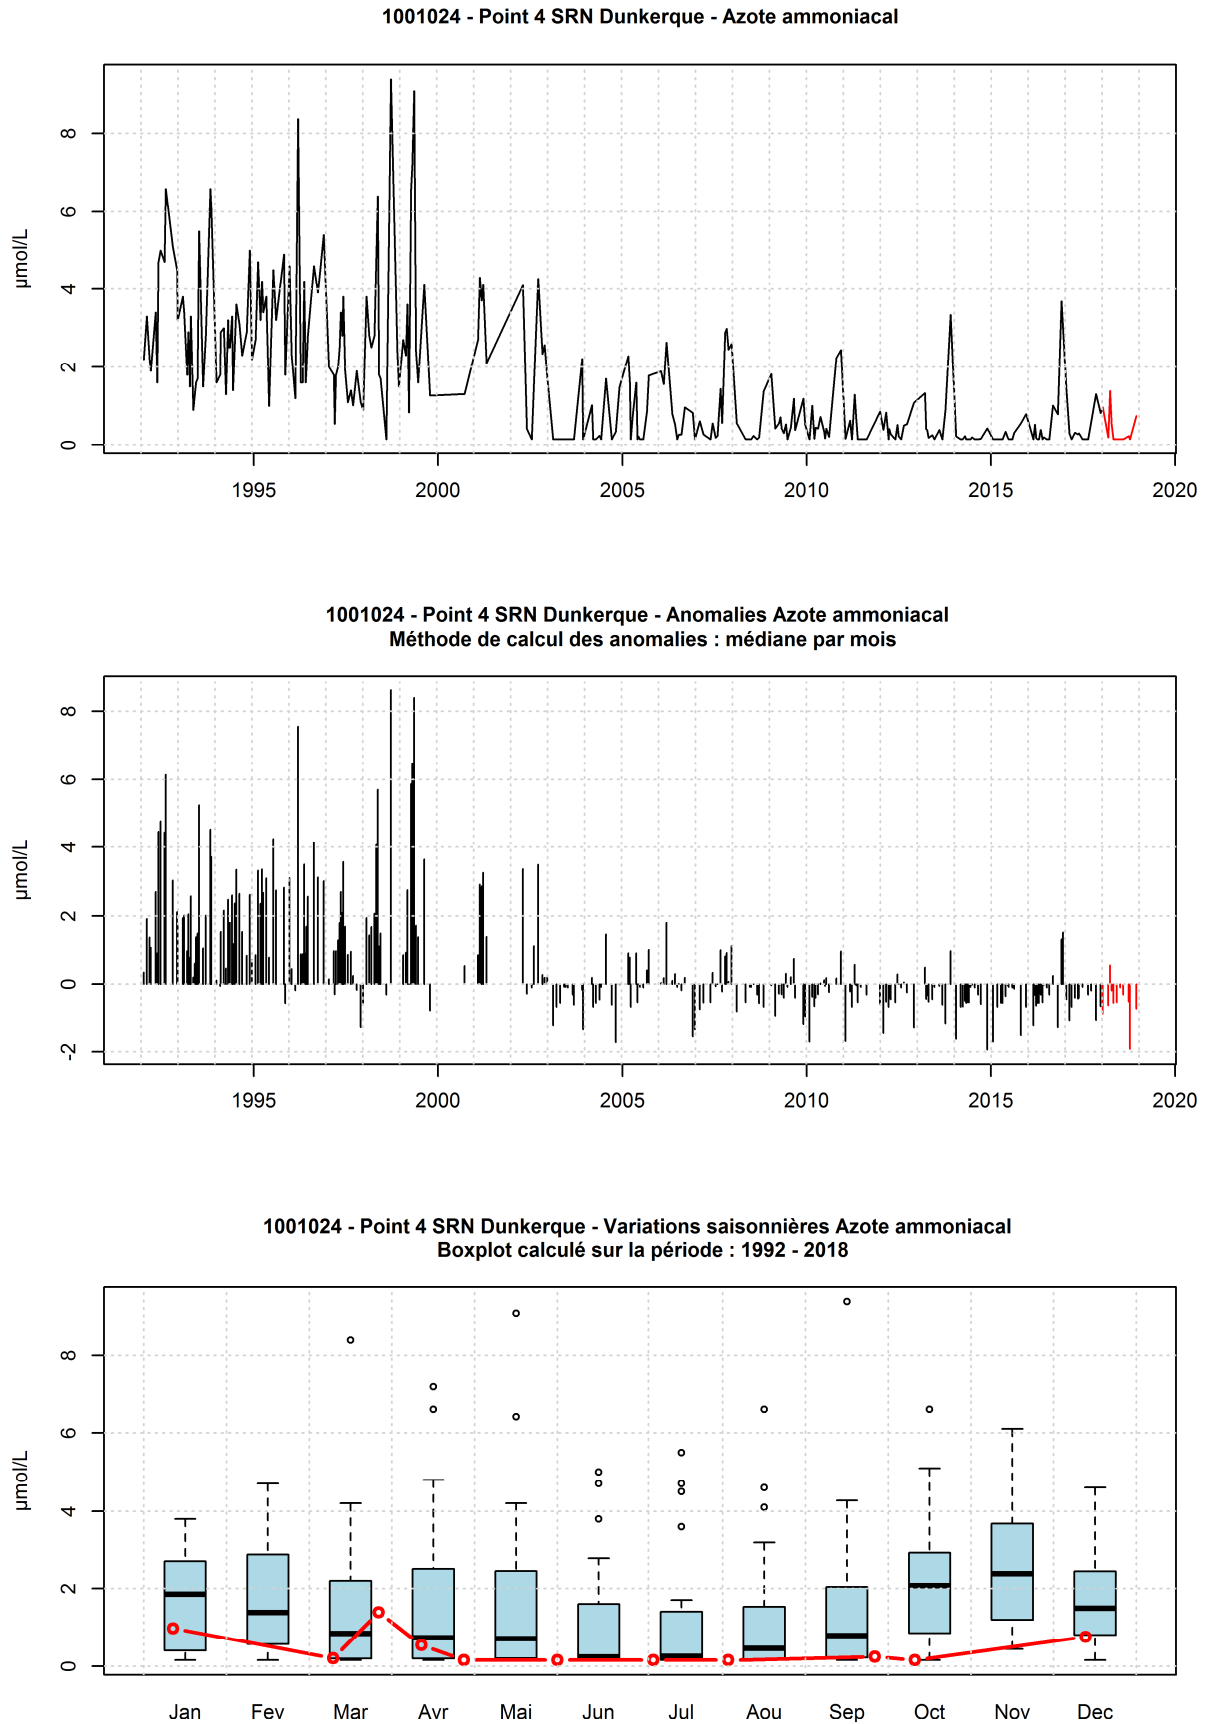 1001024 - Point 4 SRN Dunkerque - Azote ammoniacal
µmol/L
8
6
4
2
0
1995 2000 2005 2010 2015 2020
1001024 - Point 4 SRN Dunkerque - Anomalies Azote ammoniacal
Méthode de calcul des anomalies : médiane par mois
µmol/L
8
6
4
2
0
-2
1995 2000 2005 2010 2015 2020
1001024 - Point 4 SRN Dunkerque - Variations saisonnières Azote ammoniacal
Boxplot calculé sur la période : 1992 - 2018
µmol/L
8
6
4
2
0
Jan Fev Mar Avr Mai Jun Jul Aou Sep Oct Nov Dec